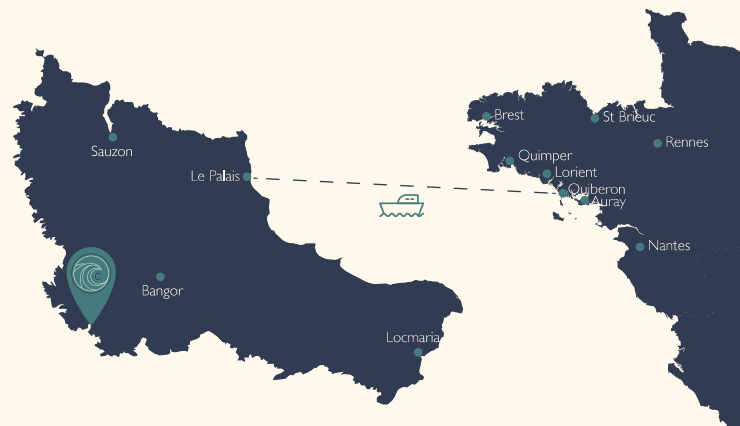 Sauzon
Le Palais
Bangor
Locmaria
Brest
St Brieuc
Rennes
Quimper
Lorient
Quiberon
Auray
Nantes